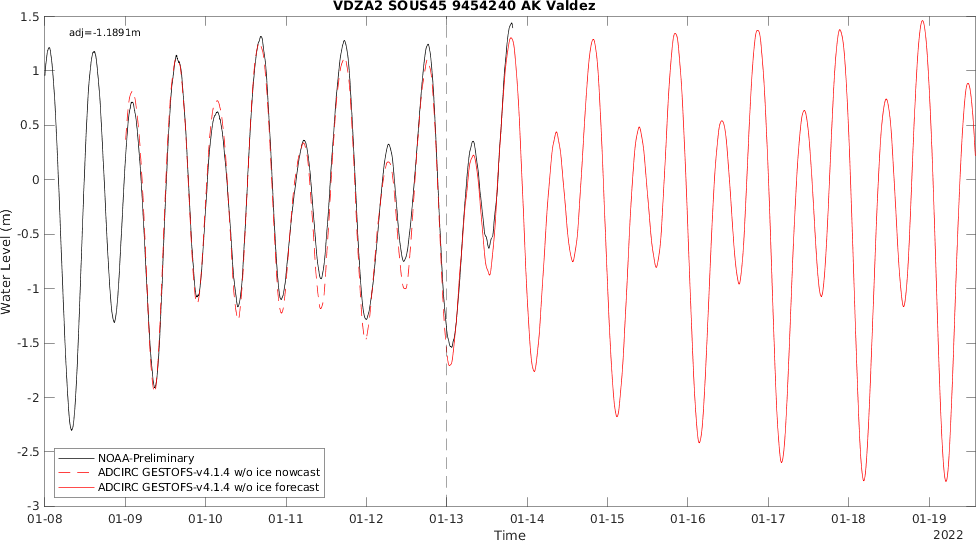 VDZA2 SOUS45 9454240 AK Valdez
adj=-1.1891m
1.5
1
0.5
0
-0.5
-1
-1.5
-2
-2.5
-3
Water Level (m)
NOAA-Preliminary
ADCIRC GESTOFS-v4.1.4 w/o ice nowcast
ADCIRC GESTOFS-v4.1.4 w/o ice forecast
01-08 01-09 01-10 01-11 01-12 01-13 01-14 01-15 01-16 01-17 01-18 01-19
Time
2022